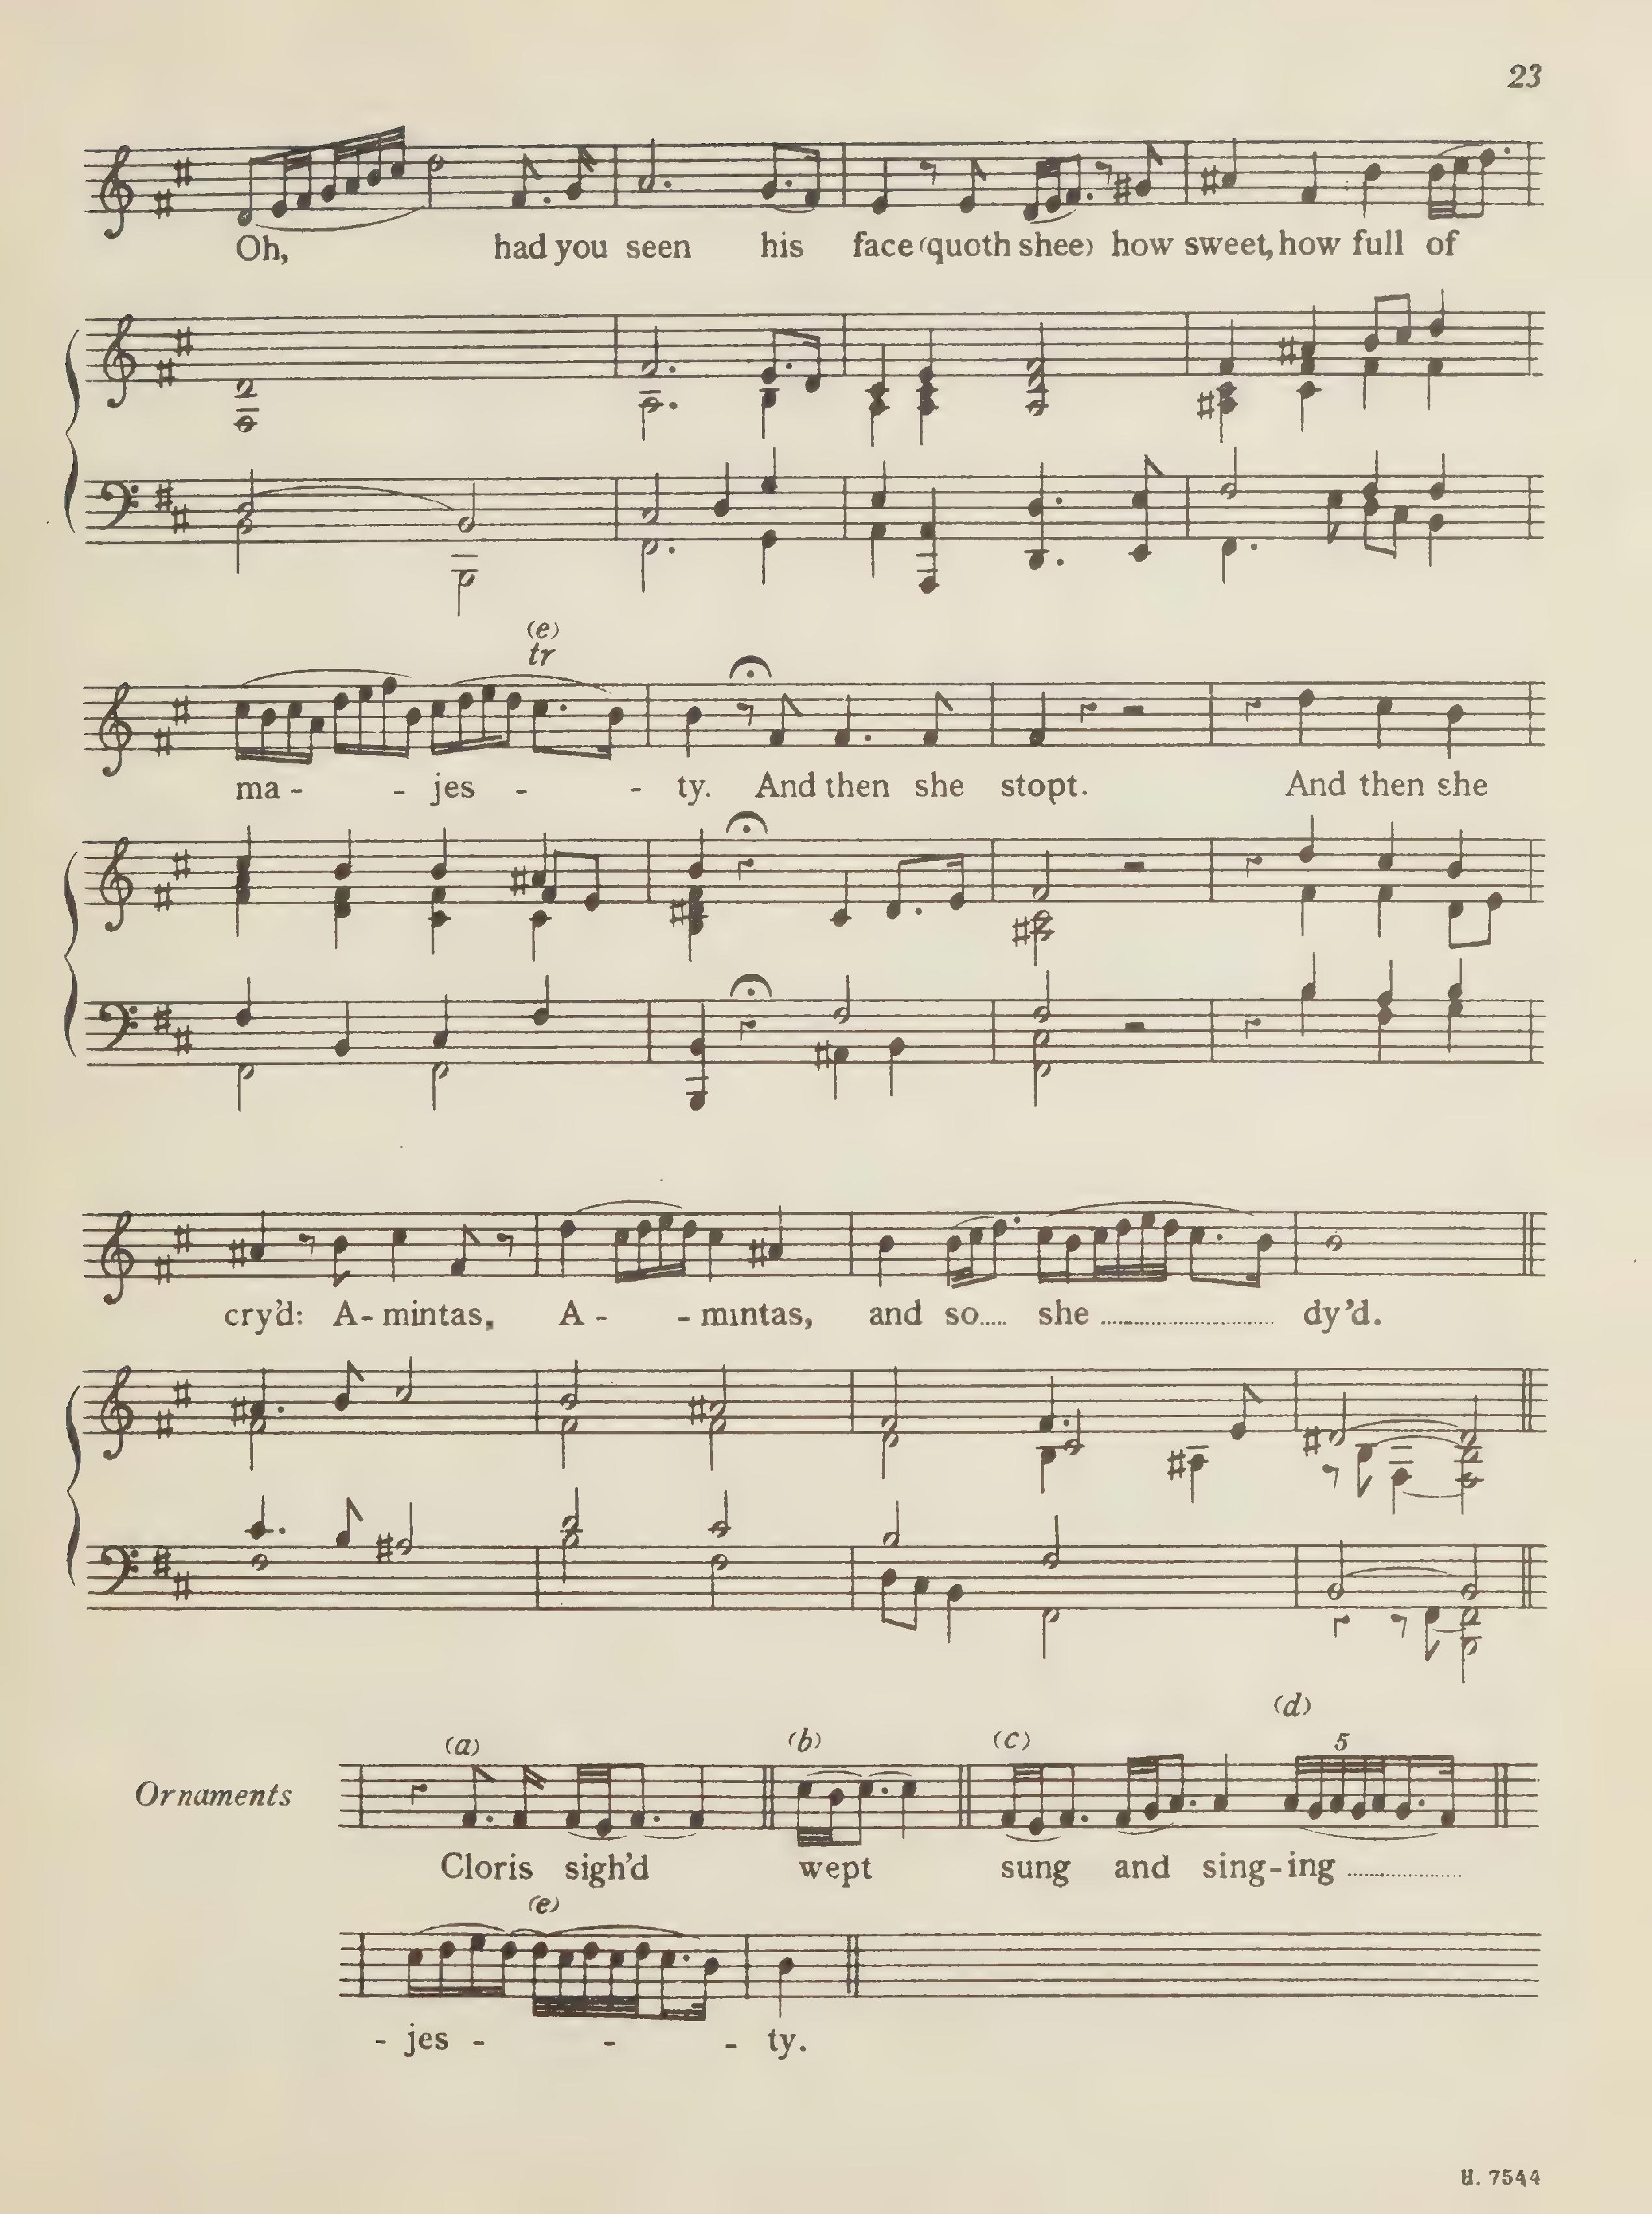 23
Oh, had you seen his face (quoth shee) how sweet, how full of
(e)
tr
ma - - jes - - ty. And then she stopt. And then she
cry'd: A - mintas, A - - mintas, and so..... she .......................... dy'd.
(d)
(a) (b) (c) 5
Ornaments
Cloris sigh'd wept sung and sing-ing .................
(e)
- jes - - - ty.
H. 7544